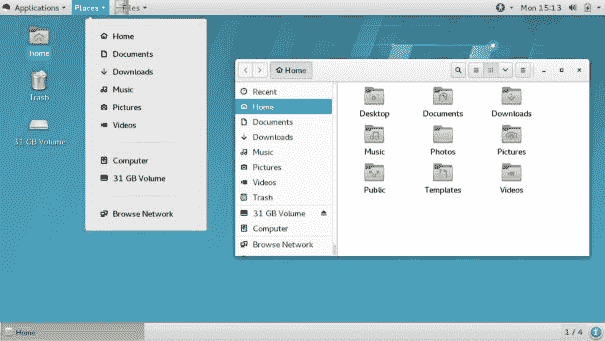 Applications Places Files Mon 15:13
home
Trash
31 GB Volume
Home
Documents
Downloads
Music
Pictures
Videos
Computer
31 GB Volume
Browse Network
Home
Recent
Home
Documents
Downloads
Music
Pictures
Videos
Trash
31 GB Volume
Computer
Browse Network
Desktop Documents Downloads
Music Photos Pictures
Public Templates Videos
Home 1 / 4